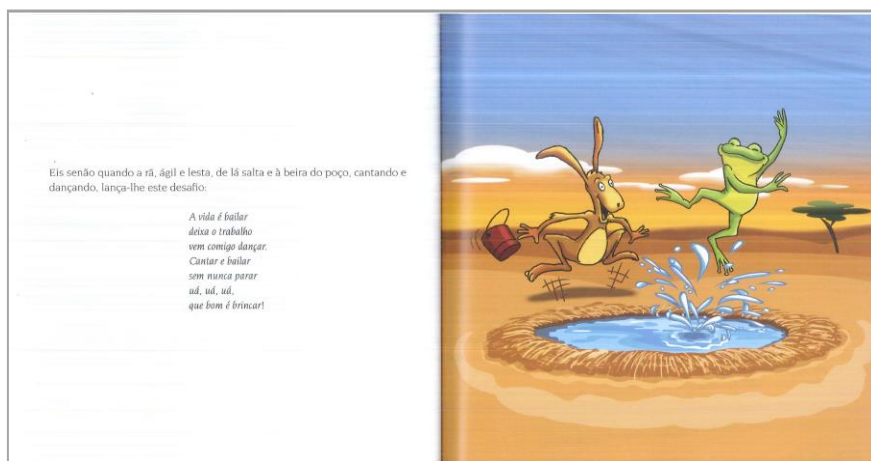 Eis senão quando a rã, ágil e lesta, de lá salta e à beira do poço, cantando e
dançando, lança-lhe este desafio:
A vida é bailar
deixa o trabalho
vem comigo dançar.
Cantar e bailar
sem nunca parar
uá, uá, uá,
que bom é brincar!